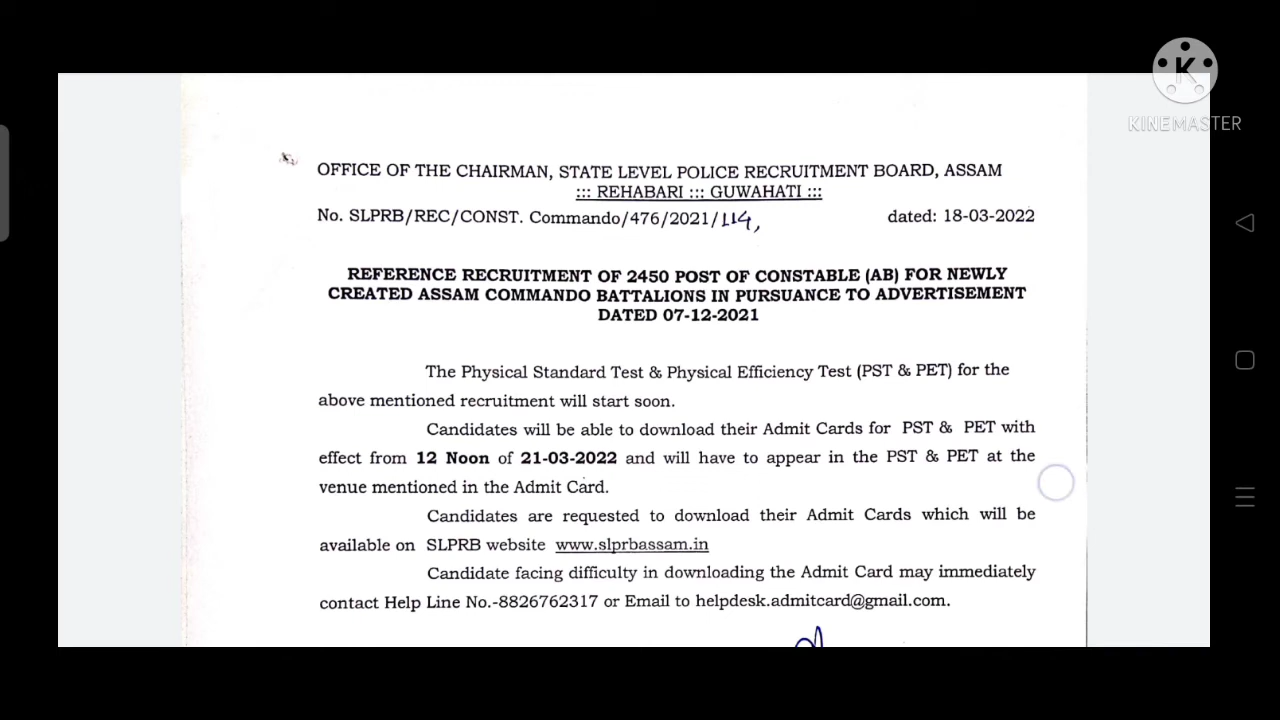 K
KINEMASTER
OFFICE OF THE CHAIRMAN, STATE LEVEL POLICE RECRUITMENT BOARD, ASSAM
::: REHABARI ::: GUWAHATI :::
No. SLPRB/REC/CONST. Commando/476/2021/114, dated: 18-03-2022
REFERENCE RECRUITMENT OF 2450 POST OF CONSTABLE (AB) FOR NEWLY
CREATED ASSAM COMMANDO BATTALIONS IN PURSUANCE TO ADVERTISEMENT
DATED 07-12-2021
The Physical Standard Test & Physical Efficiency Test (PST & PET) for the
above mentioned recruitment will start soon.
Candidates will be able to download their Admit Cards for PST & PET with
effect from 12 Noon of 21-03-2022 and will have to appear in the PST & PET at the
venue mentioned in the Admit Card.
Candidates are requested to download their Admit Cards which will be
available on SLPRB website www.slprbassam.in
Candidate facing difficulty in downloading the Admit Card may immediately
contact Help Line No.-8826762317 or Email to helpdesk.admitcard@gmail.com.